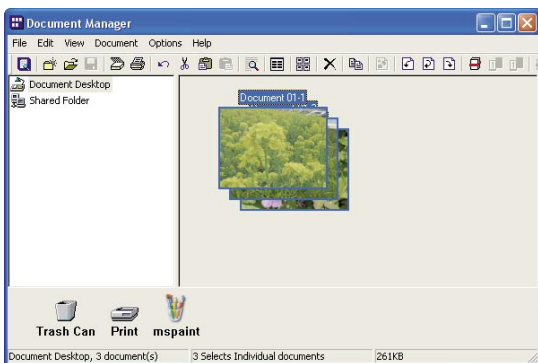 Document Manager
File Edit View Document Options Help
Document Desktop
Shared Folder
Document 01-1
Trash Can Print mspaint
Document Desktop, 3 document(s) 3 Selects Individual documents 261KB